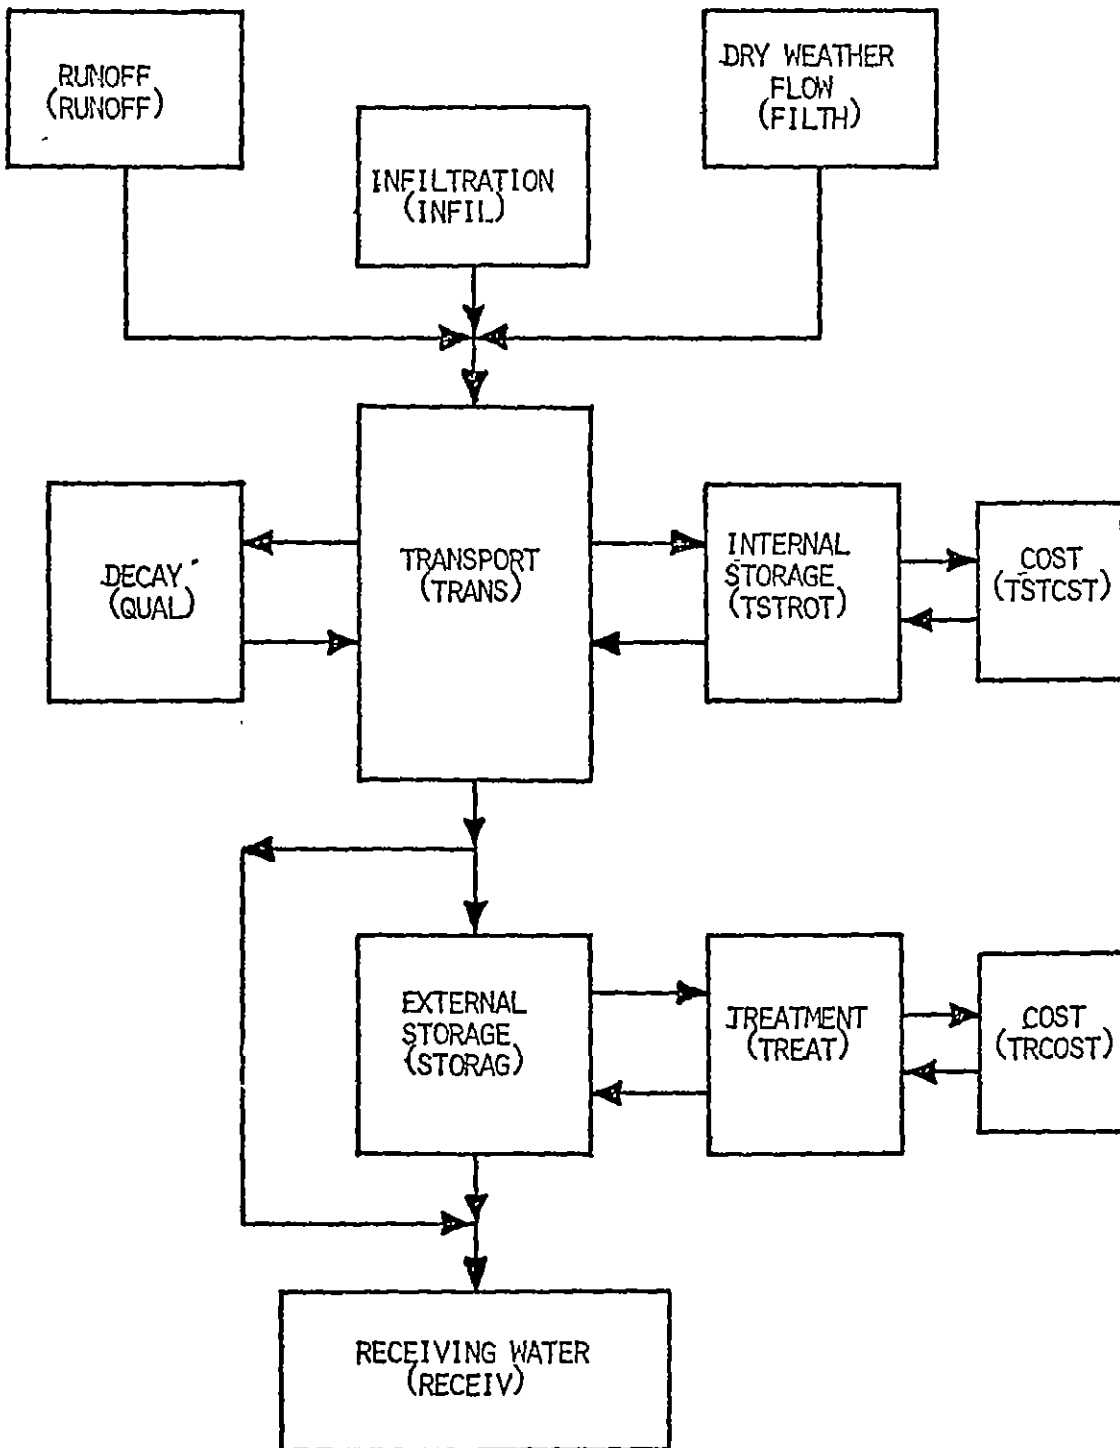 RUNOFF
(RUNOFF)
DRY WEATHER
FLOW
(FILTH)
INFILTRATION
(INFIL)
DECAY
(QUAL)
TRANSPORT
(TRANS)
INTERNAL
STORAGE
(TSTROT)
COST
(TSTCST)
EXTERNAL
STORAGE
(STORAG)
TREATMENT
(TREAT)
COST
(TRCOST)
RECEIVING WATER
(RECEIV)